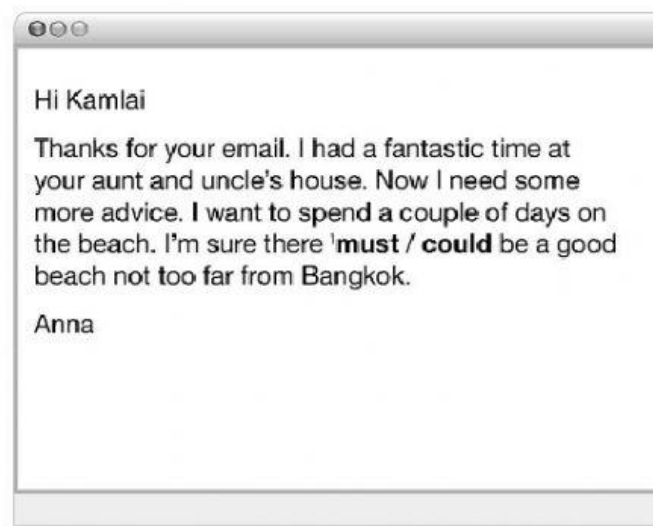 Hi Kamlai
Thanks for your email. I had a fantastic time at
your aunt and uncle's house. Now I need some
more advice. I want to spend a couple of days on
the beach. I'm sure there ¹must / could be a good
beach not too far from Bangkok.
Anna